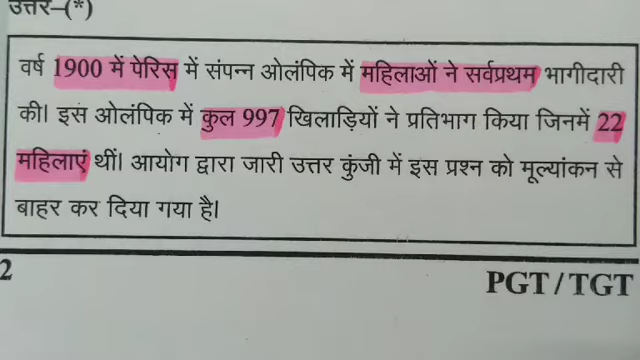 उत्तर–(*)
वर्ष 1900 में पेरिस में संपन्न ओलंपिक में महिलाओं ने सर्वप्रथम भागीदारी
की। इस ओलंपिक में कुल 997 खिलाड़ियों ने प्रतिभाग किया जिनमें 22
महिलाएं थीं। आयोग द्वारा जारी उत्तर कुंजी में इस प्रश्न को मूल्यांकन से
बाहर कर दिया गया है।
2
PGT/TGT